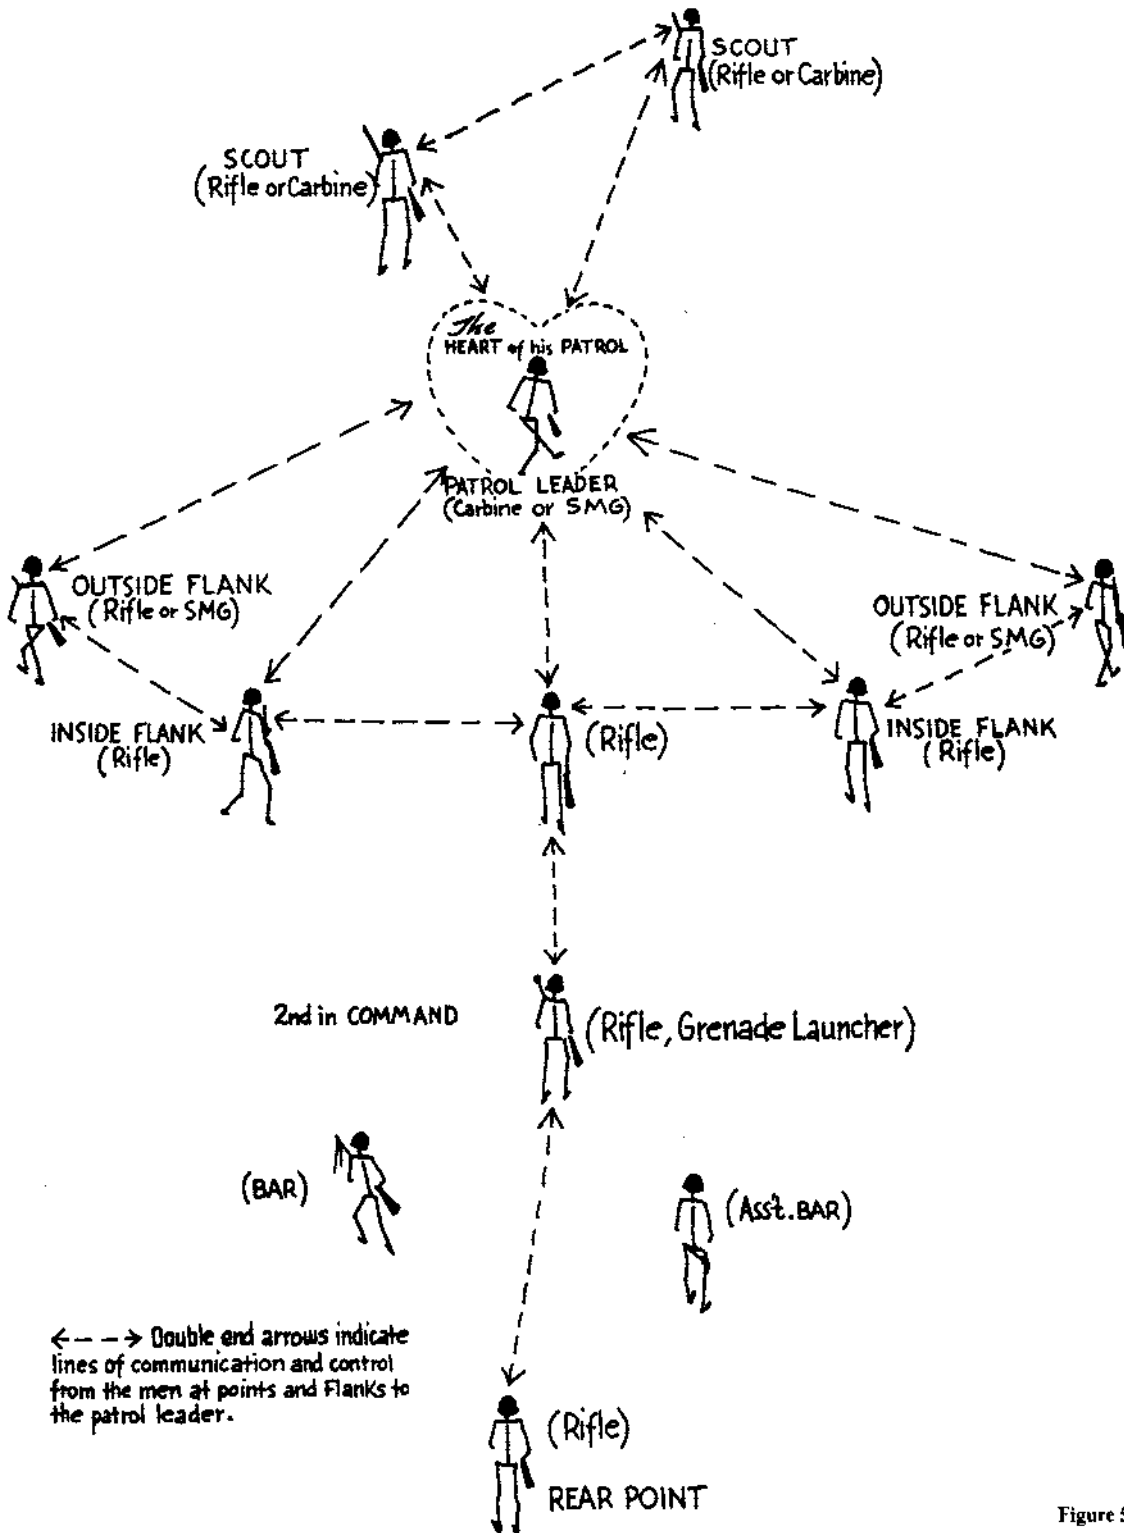 SCOUT
(Rifle or Carbine)
SCOUT
(Rifle or Carbine)
The
HEART of his PATROL
PATROL LEADER
(Carbine or SMG)
OUTSIDE FLANK
(Rifle or SMG)
OUTSIDE FLANK
(Rifle or SMG)
INSIDE FLANK
(Rifle)
(Rifle)
INSIDE FLANK
(Rifle)
2nd in COMMAND
(Rifle, Grenade Launcher)
(BAR)
(Ass't. BAR)
Double end arrows indicate
lines of communication and control
from the men at points and Flanks to
the patrol leader.
(Rifle)
REAR POINT
Figure 5